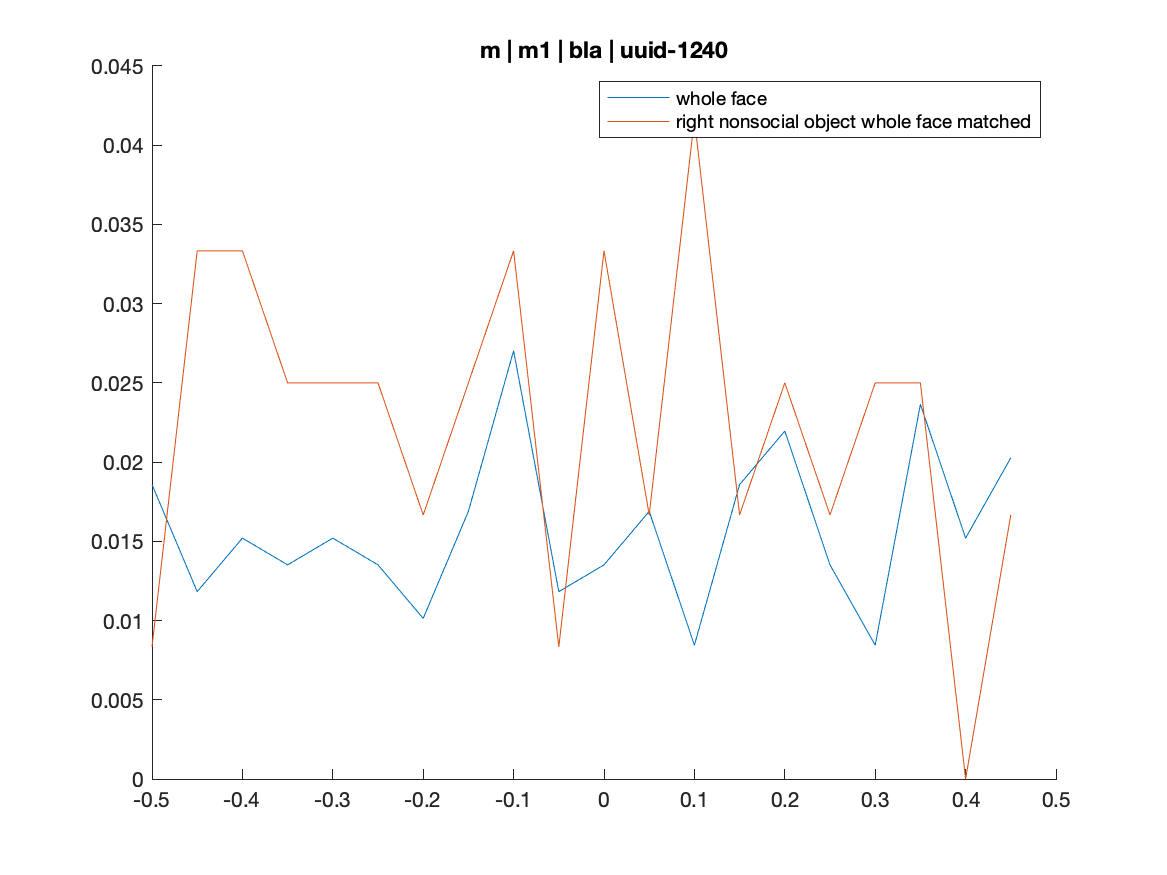 m | m1 | bla | uuid-1240
whole face
right nonsocial object whole face matched
0.045
0.04
0.035
0.03
0.025
0.02
0.015
0.01
0.005
0
-0.5 -0.4 -0.3 -0.2 -0.1 0 0.1 0.2 0.3 0.4 0.5